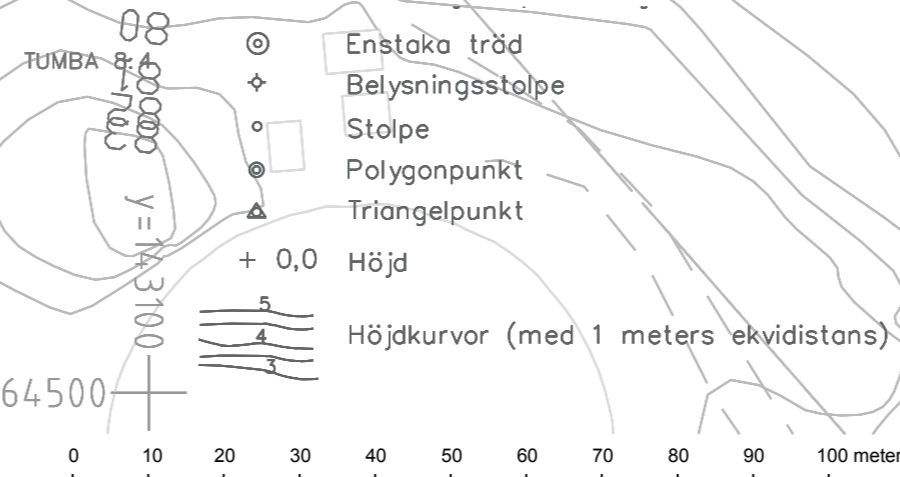 TUMBA 8:4
Enstaka träd
Belysningsstolpe
Stolpe
Polygonpunkt
Triangelpunkt
+ 0,0 Höjd
5
4
3
Höjdkurvor (med 1 meters ekvidistans)
y=143100
64500
0 10 20 30 40 50 60 70 80 90 100 meter